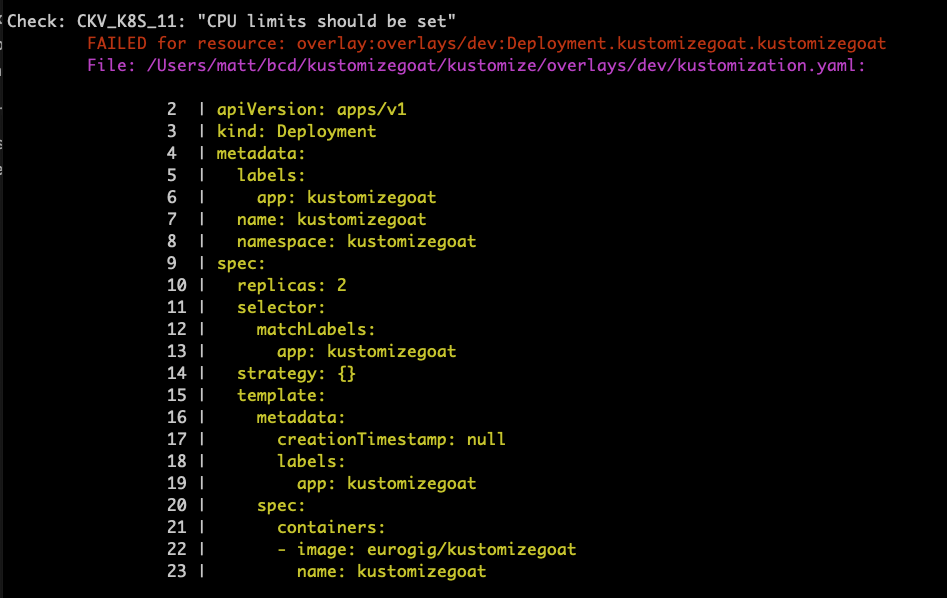 Check: CKV_K8S_11: "CPU limits should be set"
FAILED for resource: overlay:overlays/dev:Deployment.kustomizegoat.kustomizegoat
File: /Users/matt/bcd/kustomizegoat/kustomize/overlays/dev/kustomization.yaml:
2 | apiVersion: apps/v1
3 | kind: Deployment
4 | metadata:
5 | labels:
6 | app: kustomizegoat
7 | name: kustomizegoat
8 | namespace: kustomizegoat
9 | spec:
10 | replicas: 2
11 | selector:
12 | matchLabels:
13 | app: kustomizegoat
14 | strategy: {}
15 | template:
16 | metadata:
17 | creationTimestamp: null
18 | labels:
19 | app: kustomizegoat
20 | spec:
21 | containers:
22 | - image: eurogig/kustomizegoat
23 | name: kustomizegoat